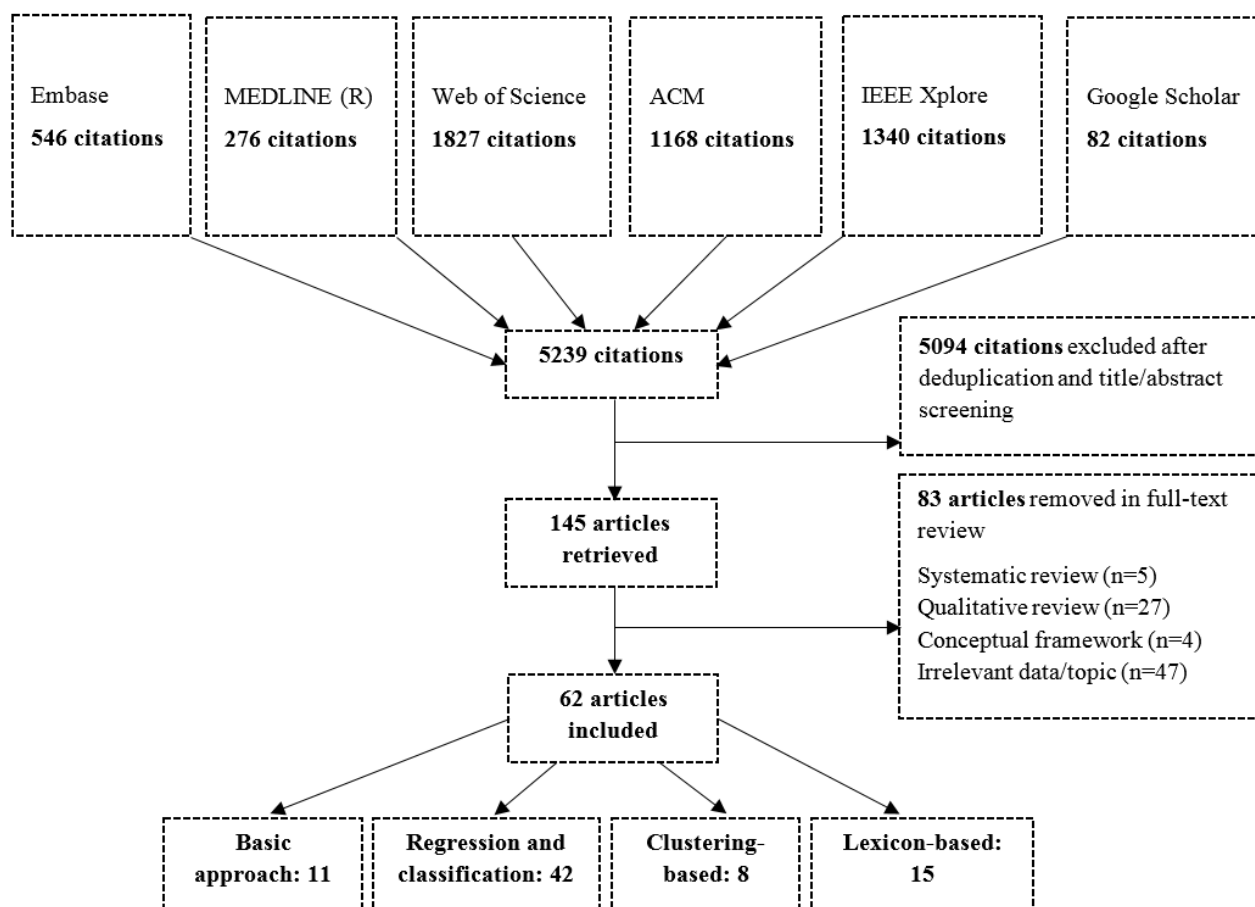 Embase
546 citations
MEDLINE (R)
276 citations
Web of Science
1827 citations
ACM
1168 citations
IEEE Xplore
1340 citations
Google Scholar
82 citations
5239 citations
5094 citations excluded after
deduplication and title/abstract
screening
145 articles
retrieved
83 articles removed in full-text
review
Systematic review (n=5)
Qualitative review (n=27)
Conceptual framework (n=4)
Irrelevant data/topic (n=47)
62 articles
included
Basic
approach: 11
Regression and
classification: 42
Clustering-
based: 8
Lexicon-based:
15